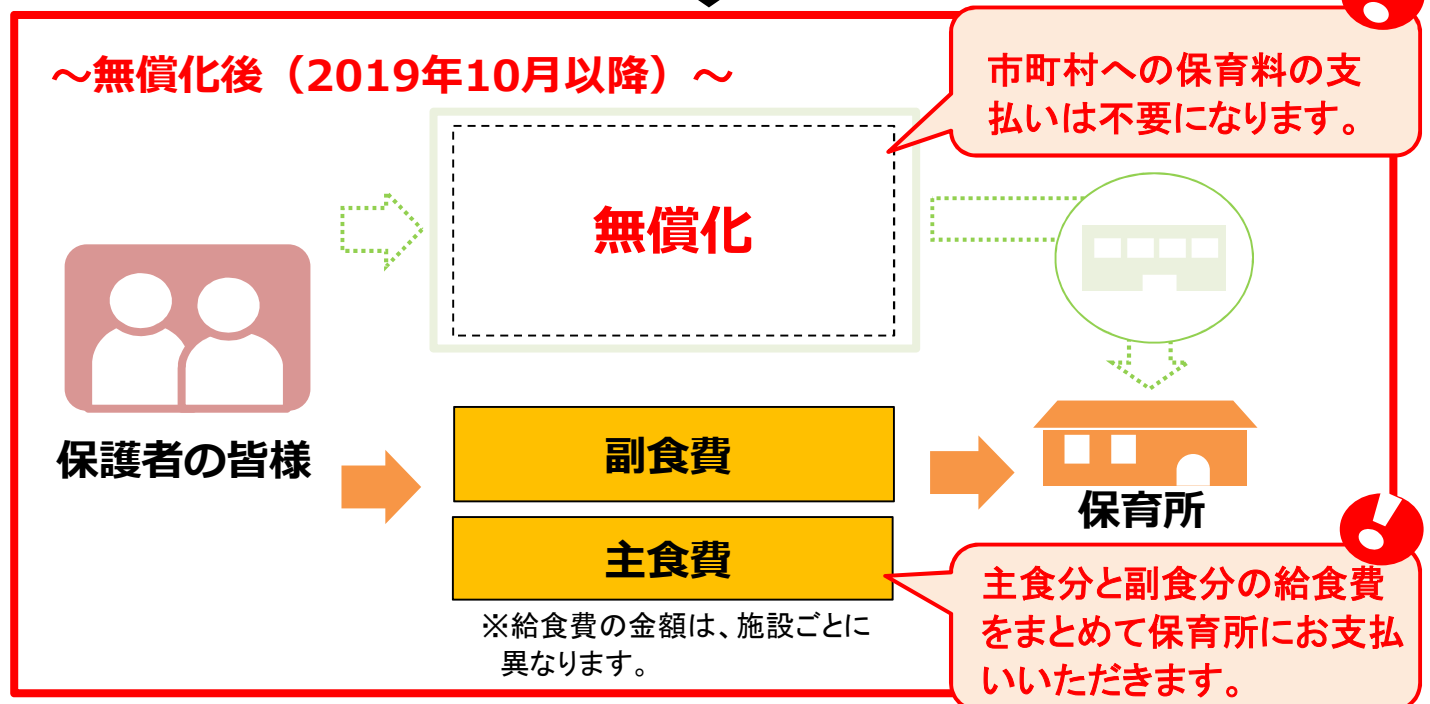 ～無償化後（2019年10月以降）～
市町村への保育料の支
払いは不要になります。
無償化
保護者の皆様
副食費
保育所
主食費
※給食費の金額は、施設ごとに
異なります。
主食分と副食分の給食費
をまとめて保育所にお支払
いいただきます。